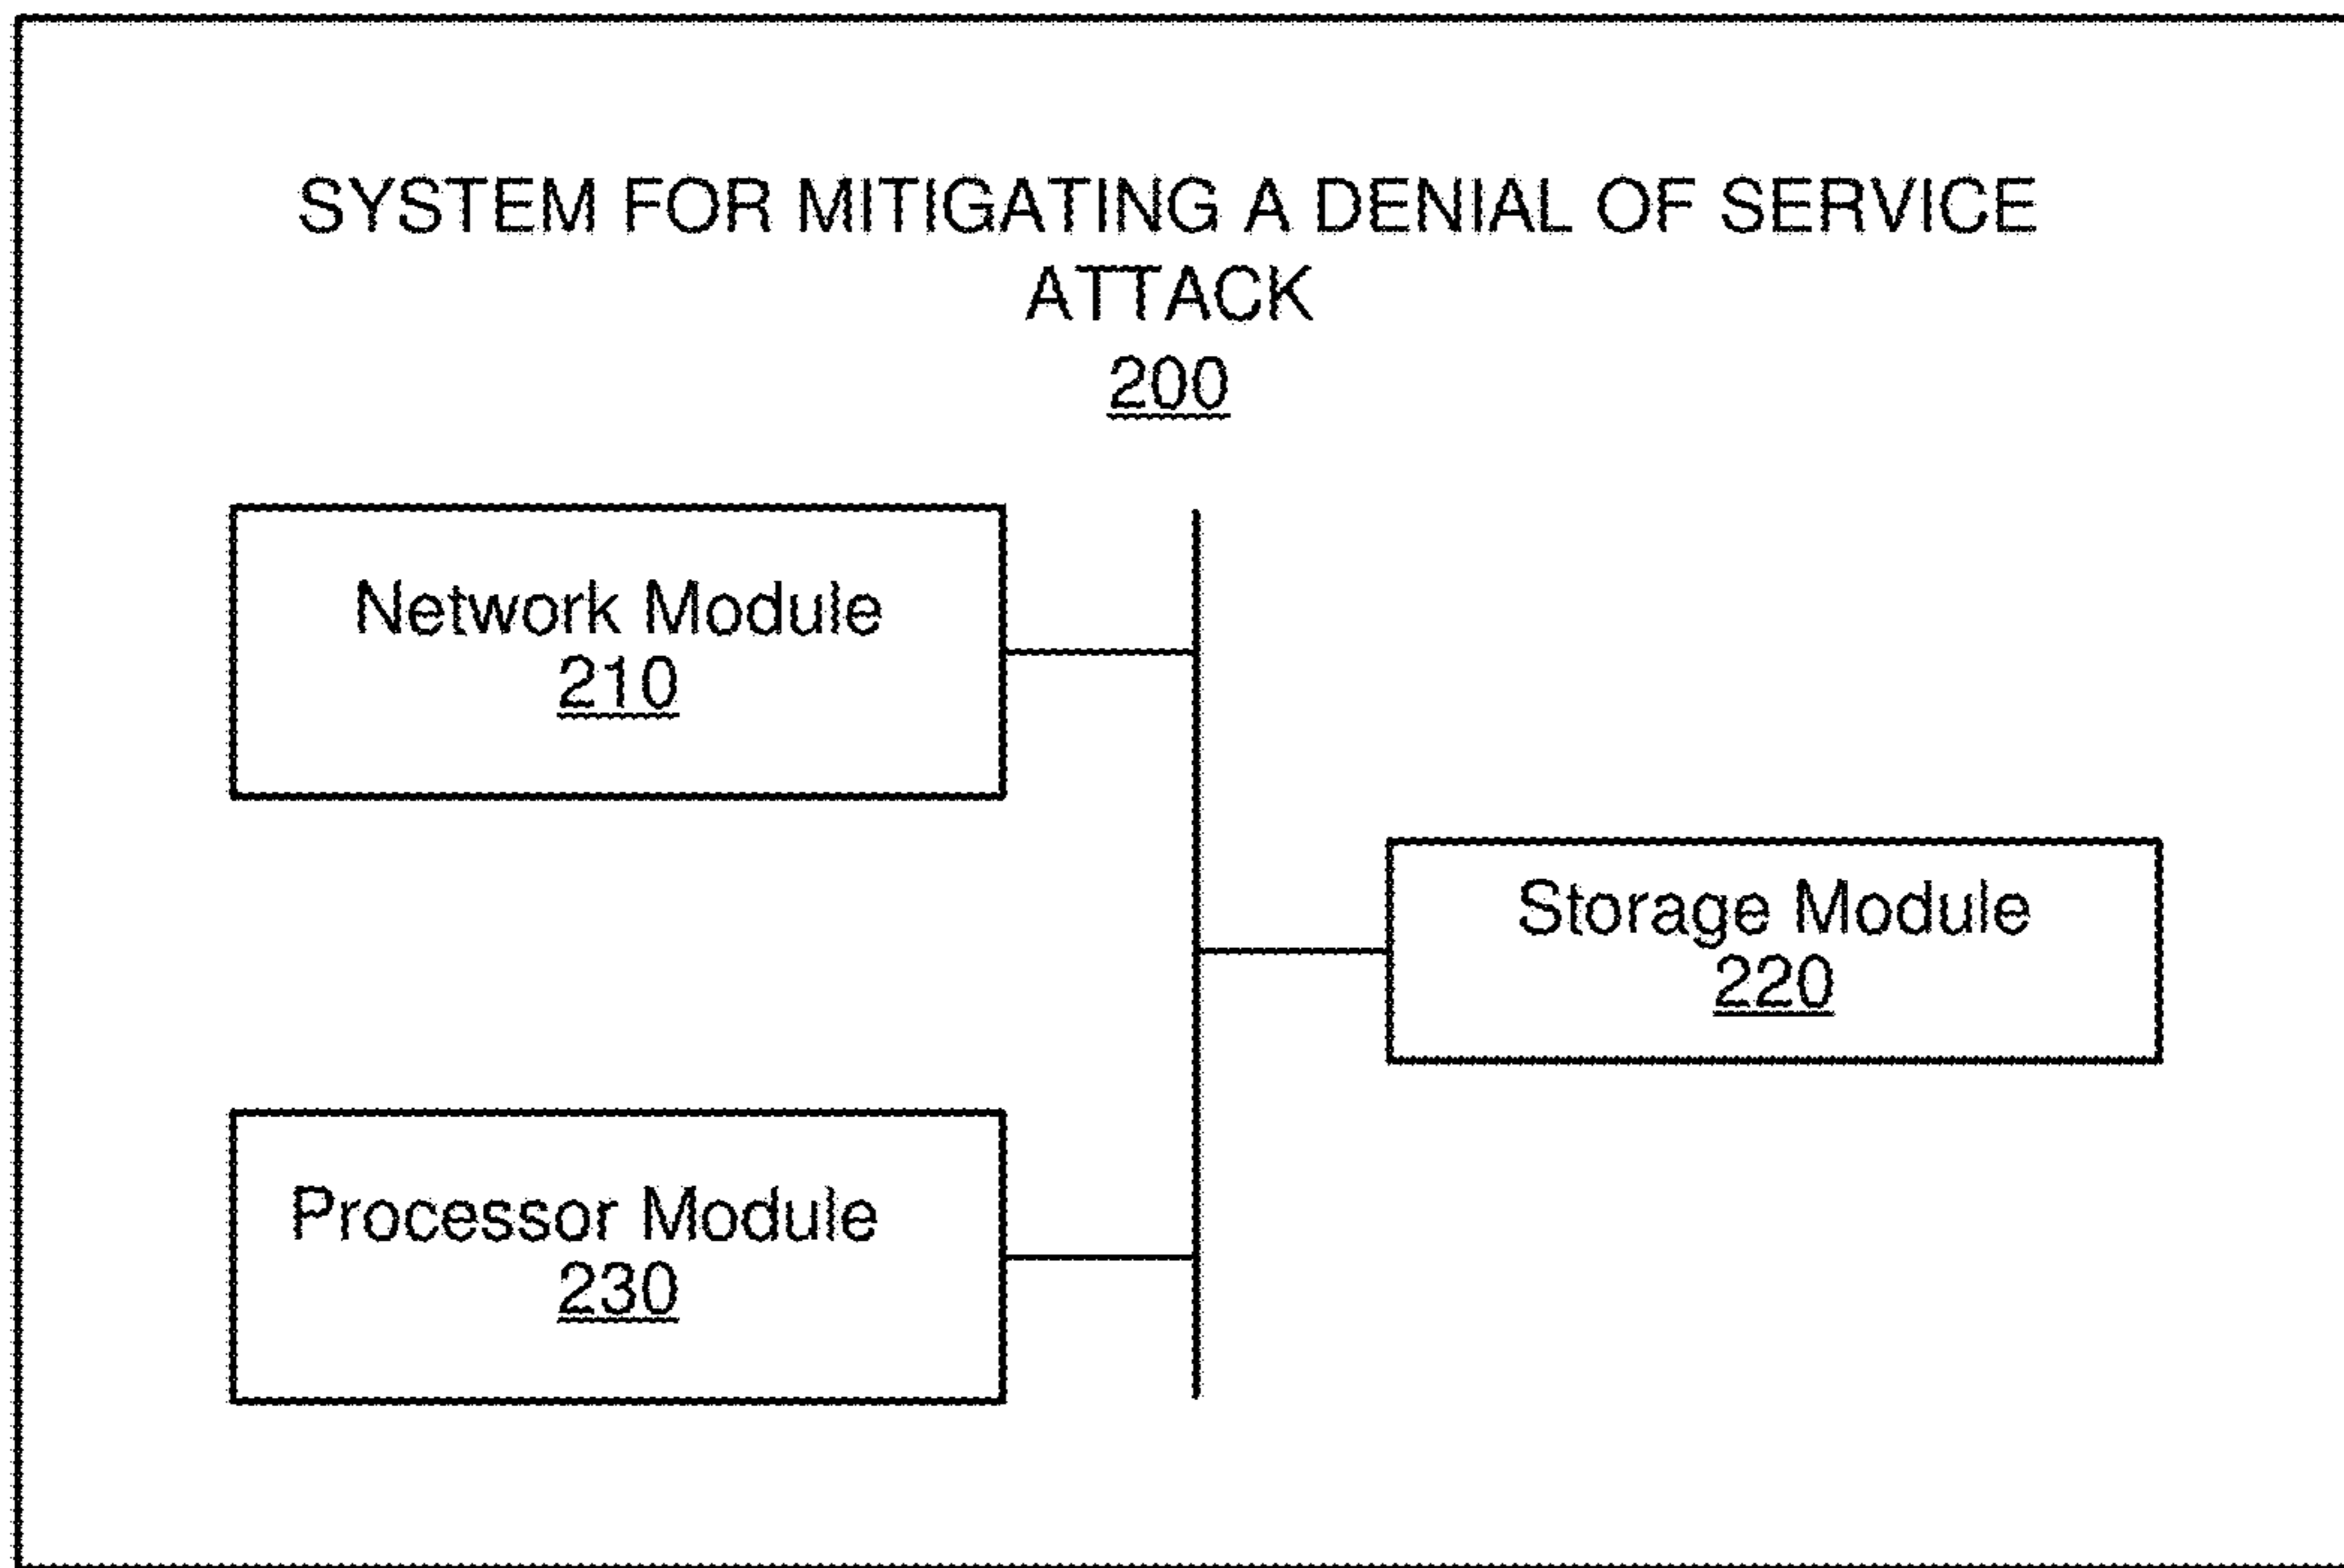 SYSTEM FOR MITIGATING A DENIAL OF SERVICE
ATTACK
200
Network Module
210
Storage Module
220
Processor Module
230